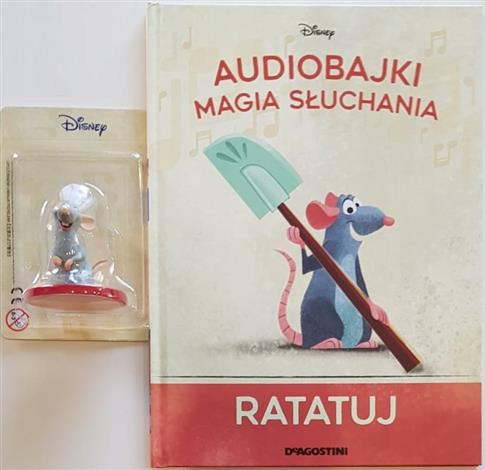 Disney
AUDIOBAJKI
MAGIA SŁUCHANIA
Disney
RATATUJ
DeAGOSTINI